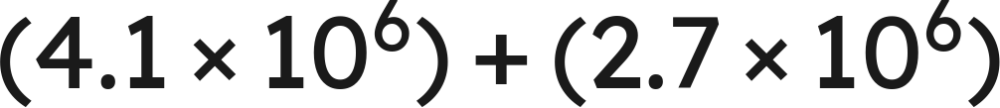 (4.1 × 10⁶) + (2.7 × 10⁶)